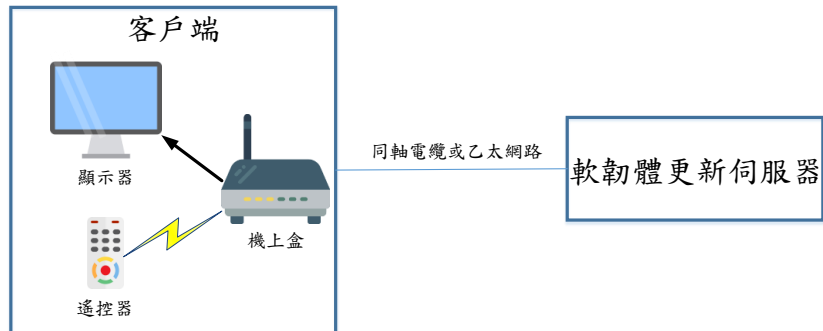 客戶端
顯示器
同軸電纜或乙太網路
軟韌體更新伺服器
機上盒
遙控器